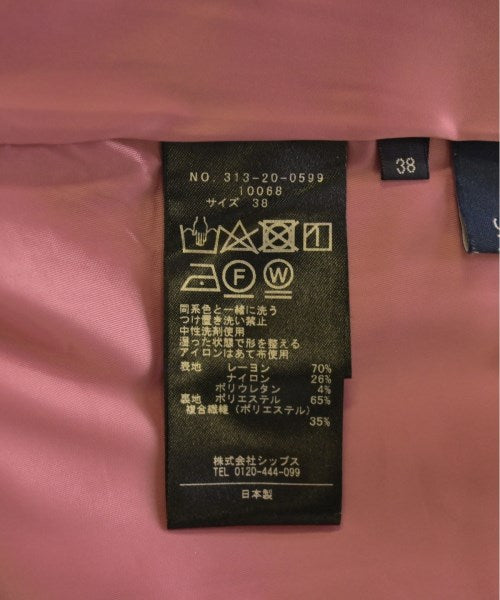 NO. 313-20-0599
10068
サイズ 38
F W
同系色と一緒に洗う
つけ置き洗い禁止
中性洗剤使用
湿った状態で形を整える
アイロンはあて布使用
表地 レーヨン 70%
ナイロン 26%
ポリウレタン 4%
裏地 ポリエステル 65%
複合繊維(ポリエステル)
35%
株式会社シップス
TEL 0120-444-099
日本製
38